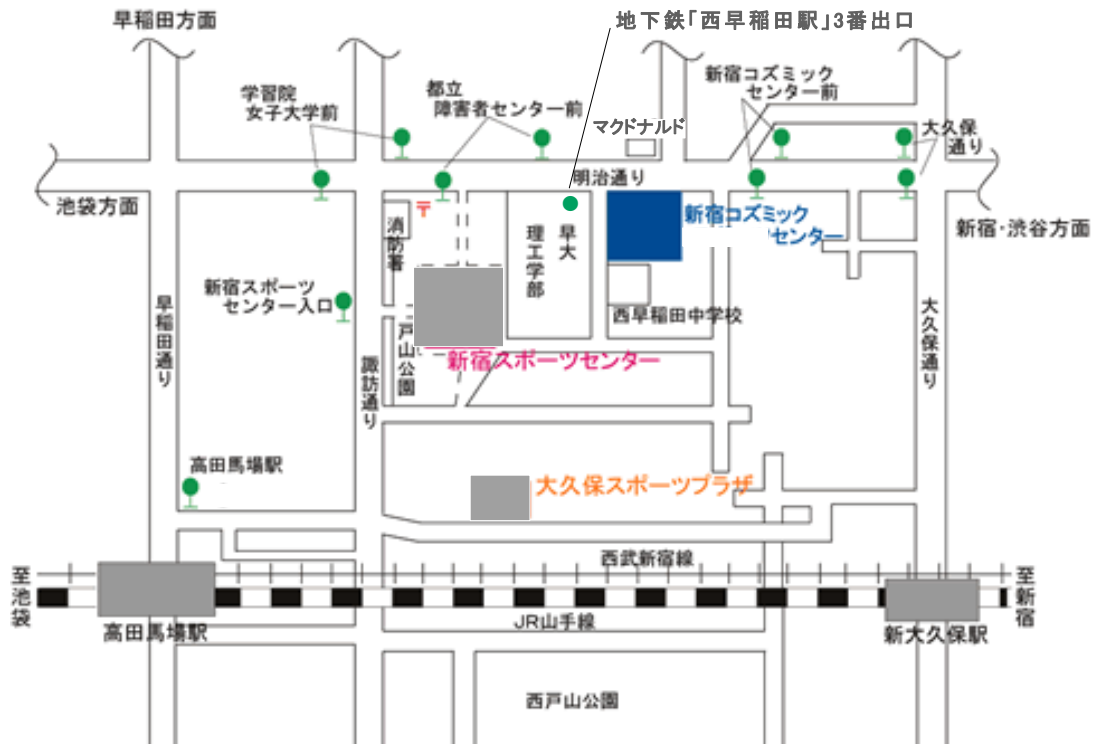 早稲田方面
地下鉄「西早稲田駅」3番出口
学習院
女子大学前
都立
障害者センター前
新宿コズミック
センター前
マクドナルド
大久保
通り
池袋方面
明治通り
新宿・渋谷方面
〒
消防署
理工学部
早大
新宿コズミック
センター
新宿スポーツ
センター入口
西早稲田中学校
早稲田通り
諏訪通り
戸山公園
新宿スポーツセンター
大久保通り
高田馬場駅
大久保スポーツプラザ
西武新宿線
至池袋
至新宿
高田馬場駅
JR山手線
新大久保駅
西戸山公園